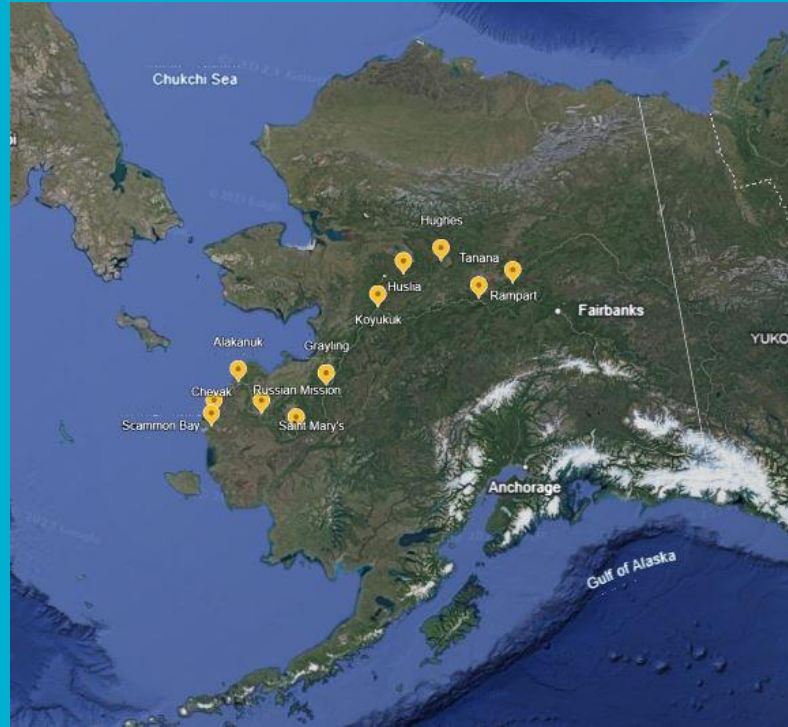 Chukchi Sea
Hughes
Tanana
Huslia
Rampart
Koyukuk
Fairbanks
Alakanuk
Grayling
YUKO
Chevak
Russian Mission
Scammon Bay
Saint Mary's
Anchorage
Gulf of Alaska